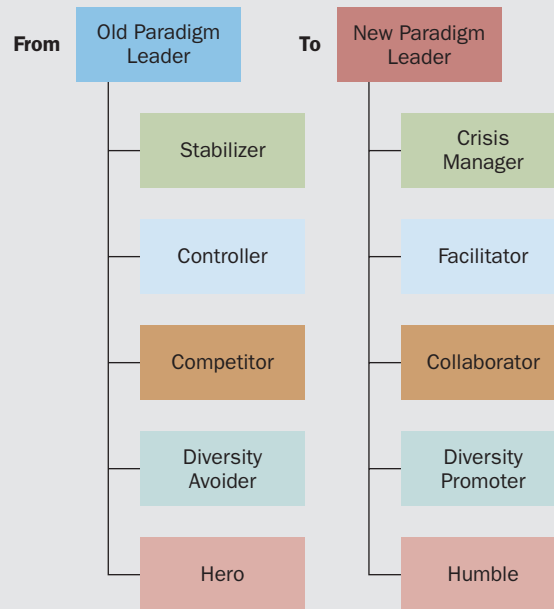 From
Old Paradigm
Leader
To
New Paradigm
Leader
Stabilizer
Crisis
Manager
Controller
Facilitator
Competitor
Collaborator
Diversity
Avoider
Diversity
Promoter
Hero
Humble